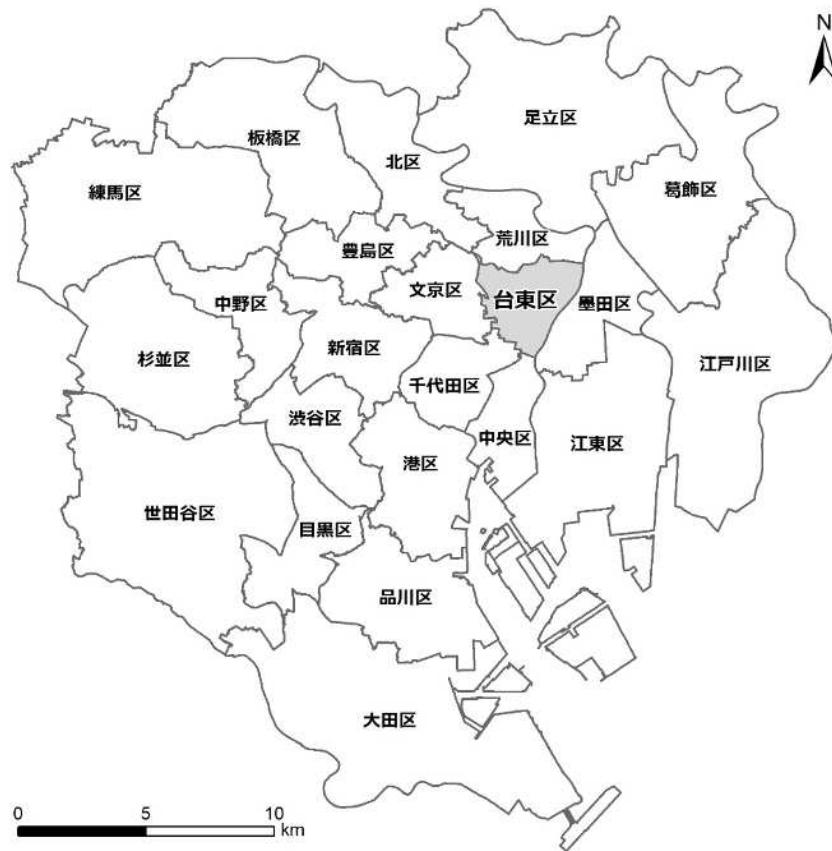 N
足立区
板橋区
北区
葛飾区
練馬区
荒川区
豊島区
文京区
台東区
墨田区
中野区
新宿区
杉並区
江戸川区
千代田区
渋谷区
中央区
江東区
港区
世田谷区
目黒区
品川区
大田区
0 5 10
km